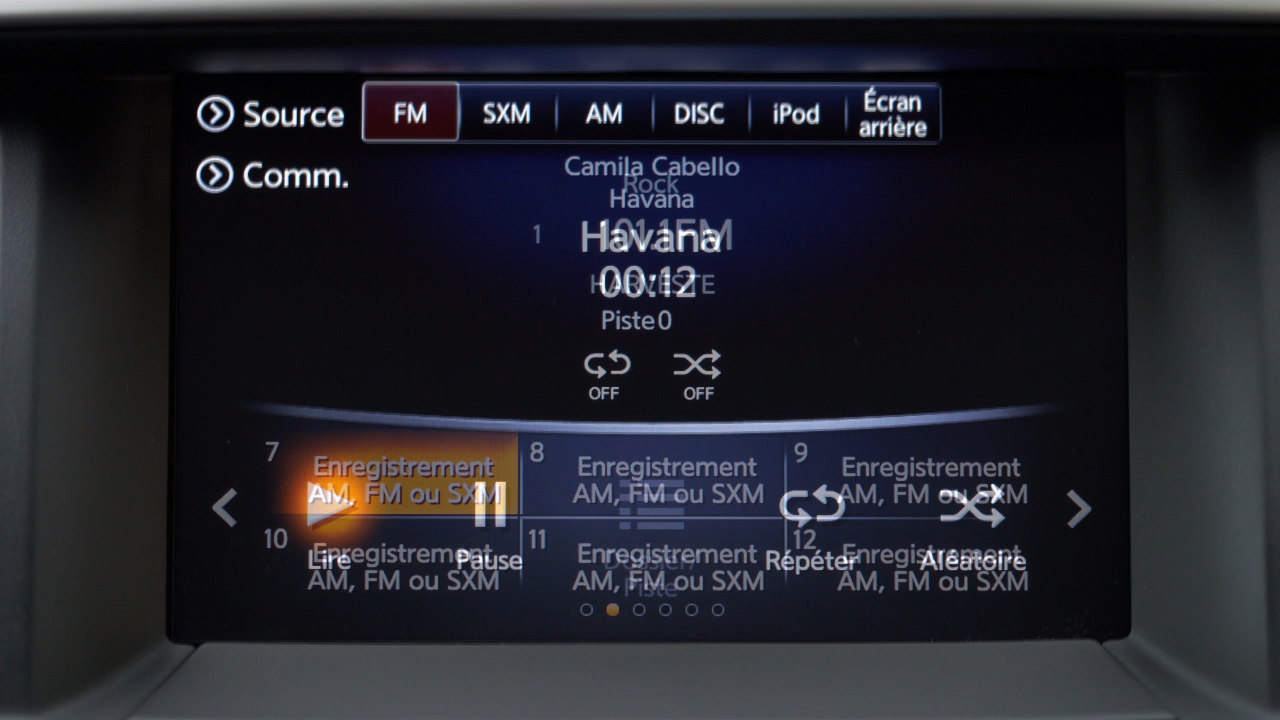 Source FM SXM AM DISC iPod Écran arrière
Comm.
Camila Cabello
Rock
Havana
1 Havana
00:12
Piste 0
OFF OFF
7 Enregistrement AM, FM ou SXM
8 Enregistrement AM, FM ou SXM
9 Enregistrement AM, FM ou SXM
10 Enregistrement AM, FM ou SXM
11 Enregistrement AM, FM ou SXM
12 Enregistrement AM, FM ou SXM
Lire Pause Répéter Aléatoire
Piste